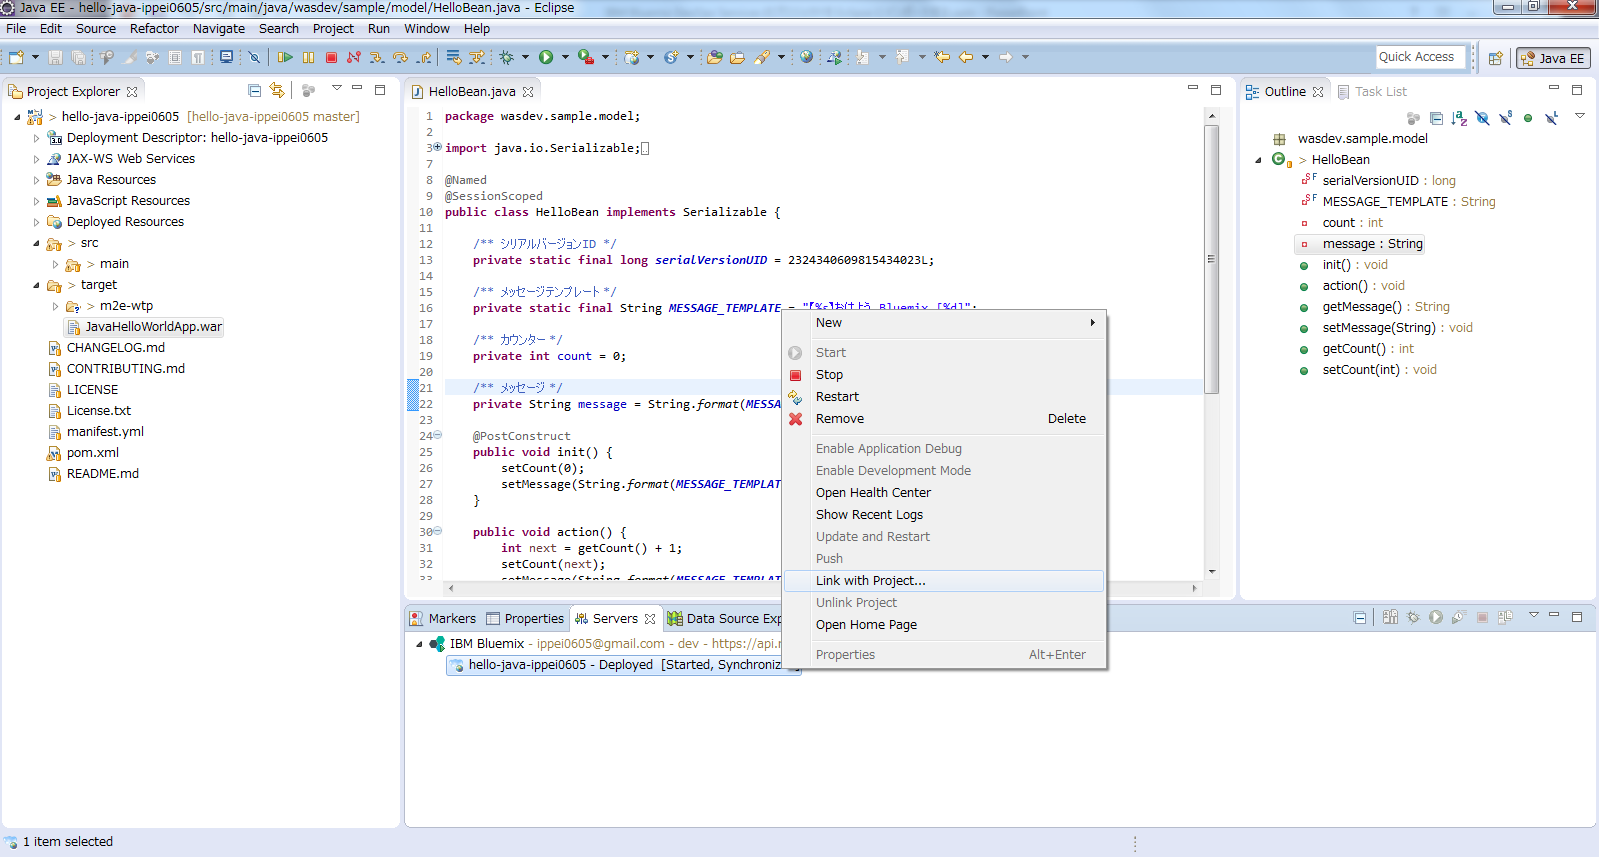 Java EE - hello-java-ippei0605/src/main/java/wasdev/sample/model/HelloBean.java - Eclipse
File Edit Source Refactor Navigate Search Project Run Window Help
Quick Access
Java EE
Project Explorer
> hello-java-ippei0605 [hello-java-ippei0605 master]
Deployment Descriptor: hello-java-ippei0605
JAX-WS Web Services
Java Resources
JavaScript Resources
Deployed Resources
> src
> main
> target
> m2e-wtp
JavaHelloWorldApp.war
CHANGELOG.md
CONTRIBUTING.md
LICENSE
License.txt
manifest.yml
pom.xml
README.md
HelloBean.java
1 package wasdev.sample.model;
2
3 import java.io.Serializable;
7
8 @Named
9 @SessionScoped
10 public class HelloBean implements Serializable {
11
12 /** シリアルバージョンID */
13 private static final long serialVersionUID = 2324340609815434023L;
14
15 /** メッセージテンプレート */
16 private static final String MESSAGE_TEMPLATE = "【%s】おはよう Bluemix [%d]";
17
18 /** カウンター */
19 private int count = 0;
20
21 /** メッセージ */
22 private String message = String.format(MESSA
23
24 @PostConstruct
25 public void init() {
26 setCount(0);
27 setMessage(String.format(MESSAGE_TEMPLAT
28 }
29
30 public void action() {
31 int next = getCount() + 1;
32 setCount(next);
33 setMessage(String.format(MESSAGE_TEMPLAT
New
Start
Stop
Restart
Remove Delete
Enable Application Debug
Enable Development Mode
Open Health Center
Show Recent Logs
Update and Restart
Push
Link with Project...
Unlink Project
Open Home Page
Properties Alt+Enter
Outline Task List
wasdev.sample.model
> HelloBean
serialVersionUID : long
MESSAGE_TEMPLATE : String
count : int
message : String
init() : void
action() : void
getMessage() : String
setMessage(String) : void
getCount() : int
setCount(int) : void
Markers Properties Servers Data Source Exp
IBM Bluemix - ippei0605@gmail.com - dev - https://api.
hello-java-ippei0605 - Deployed [Started, Synchroniz
1 item selected